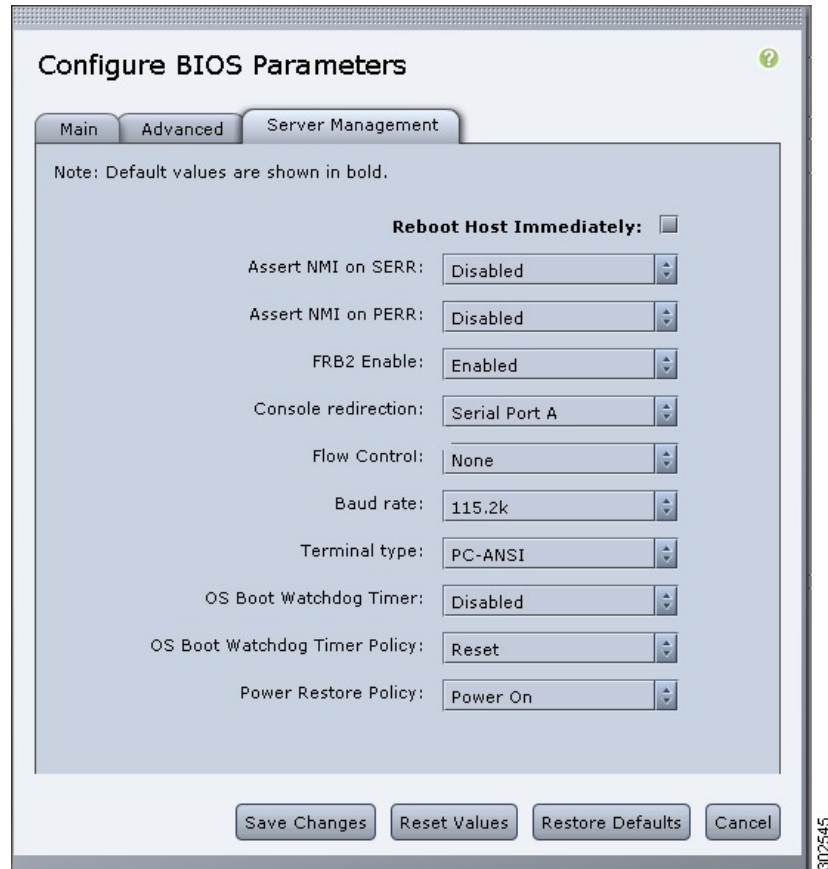 Configure BIOS Parameters
?
Main Advanced Server Management
Note: Default values are shown in bold.
Reboot Host Immediately:
Assert NMI on SERR: Disabled
Assert NMI on PERR: Disabled
FRB2 Enable: Enabled
Console redirection: Serial Port A
Flow Control: None
Baud rate: 115.2k
Terminal type: PC-ANSI
OS Boot Watchdog Timer: Disabled
OS Boot Watchdog Timer Policy: Reset
Power Restore Policy: Power On
Save Changes Reset Values Restore Defaults Cancel
302545